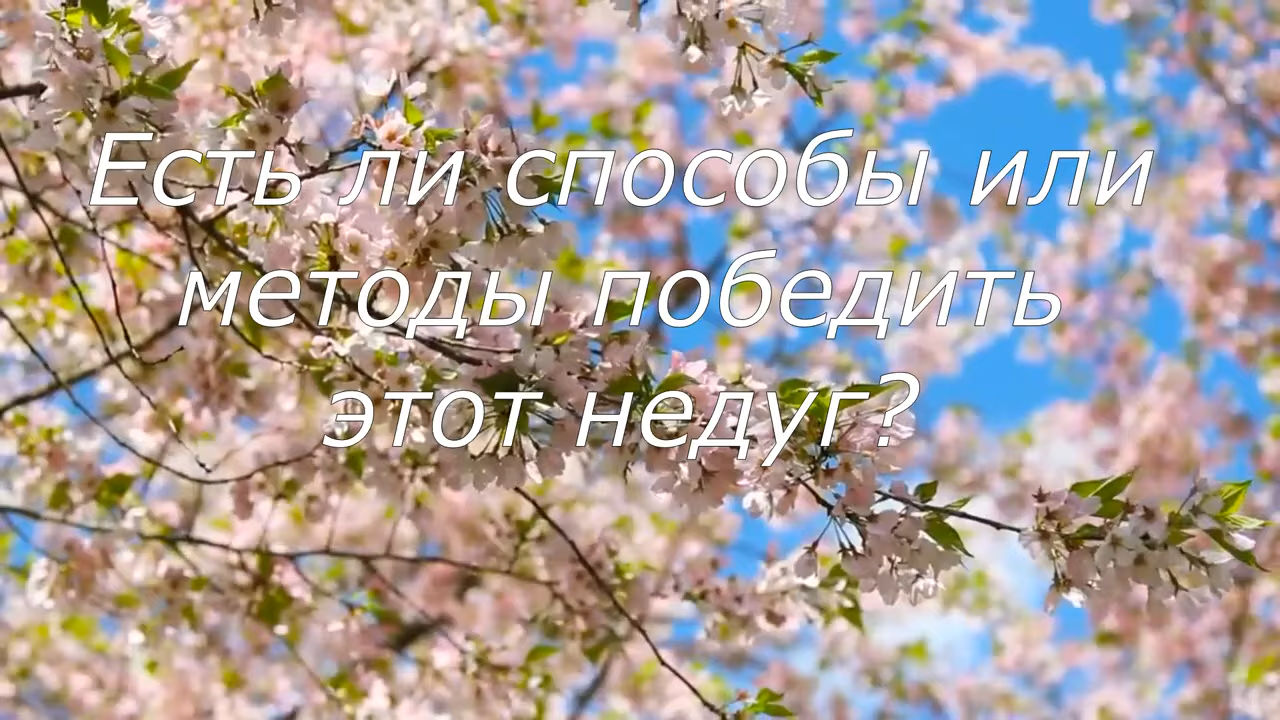 Есть ли способы или
методы победить
этот недуг?